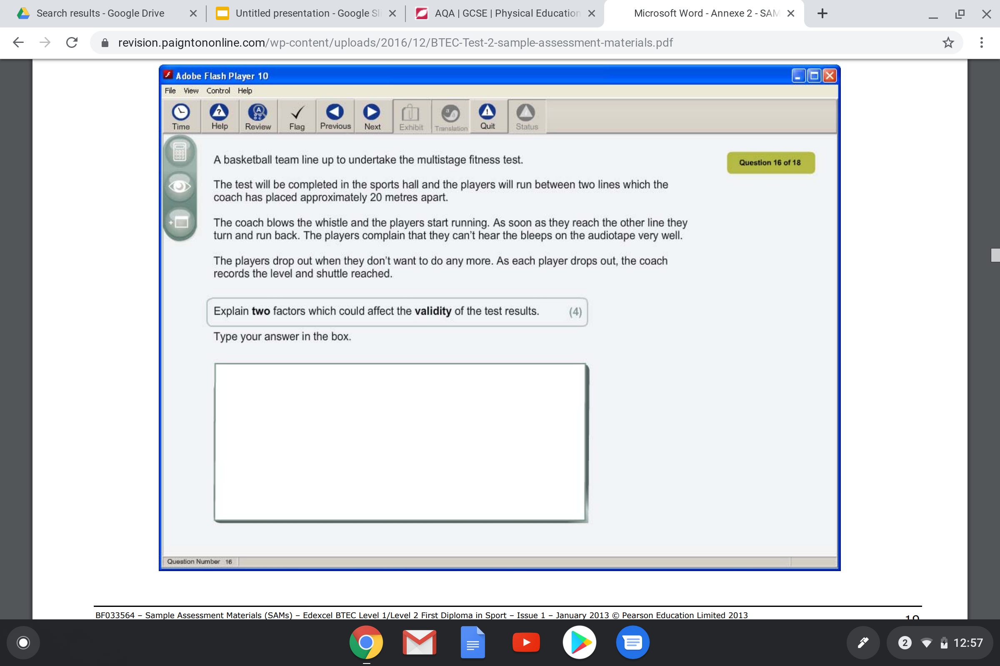 Search results - Google Drive
Untitled presentation - Google Sli
AQA | GCSE | Physical Education
Microsoft Word - Annexe 2 - SAM
revision.paigntononline.com/wp-content/uploads/2016/12/BTEC-Test-2-sample-assessment-materials.pdf
Adobe Flash Player 10
File View Control Help
Time Help Review Flag Previous Next Exhibit Translation Quit Status
A basketball team line up to undertake the multistage fitness test.
Question 16 of 18
The test will be completed in the sports hall and the players will run between two lines which the
coach has placed approximately 20 metres apart.
The coach blows the whistle and the players start running. As soon as they reach the other line they
turn and run back. The players complain that they can't hear the bleeps on the audiotape very well.
The players drop out when they don't want to do any more. As each player drops out, the coach
records the level and shuttle reached.
Explain two factors which could affect the validity of the test results. (4)
Type your answer in the box.
Question Number 16
BF033564 – Sample Assessment Materials (SAMs) – Edexcel BTEC Level 1/Level 2 First Diploma in Sport – Issue 1 – January 2013 © Pearson Education Limited 2013
2 12:57